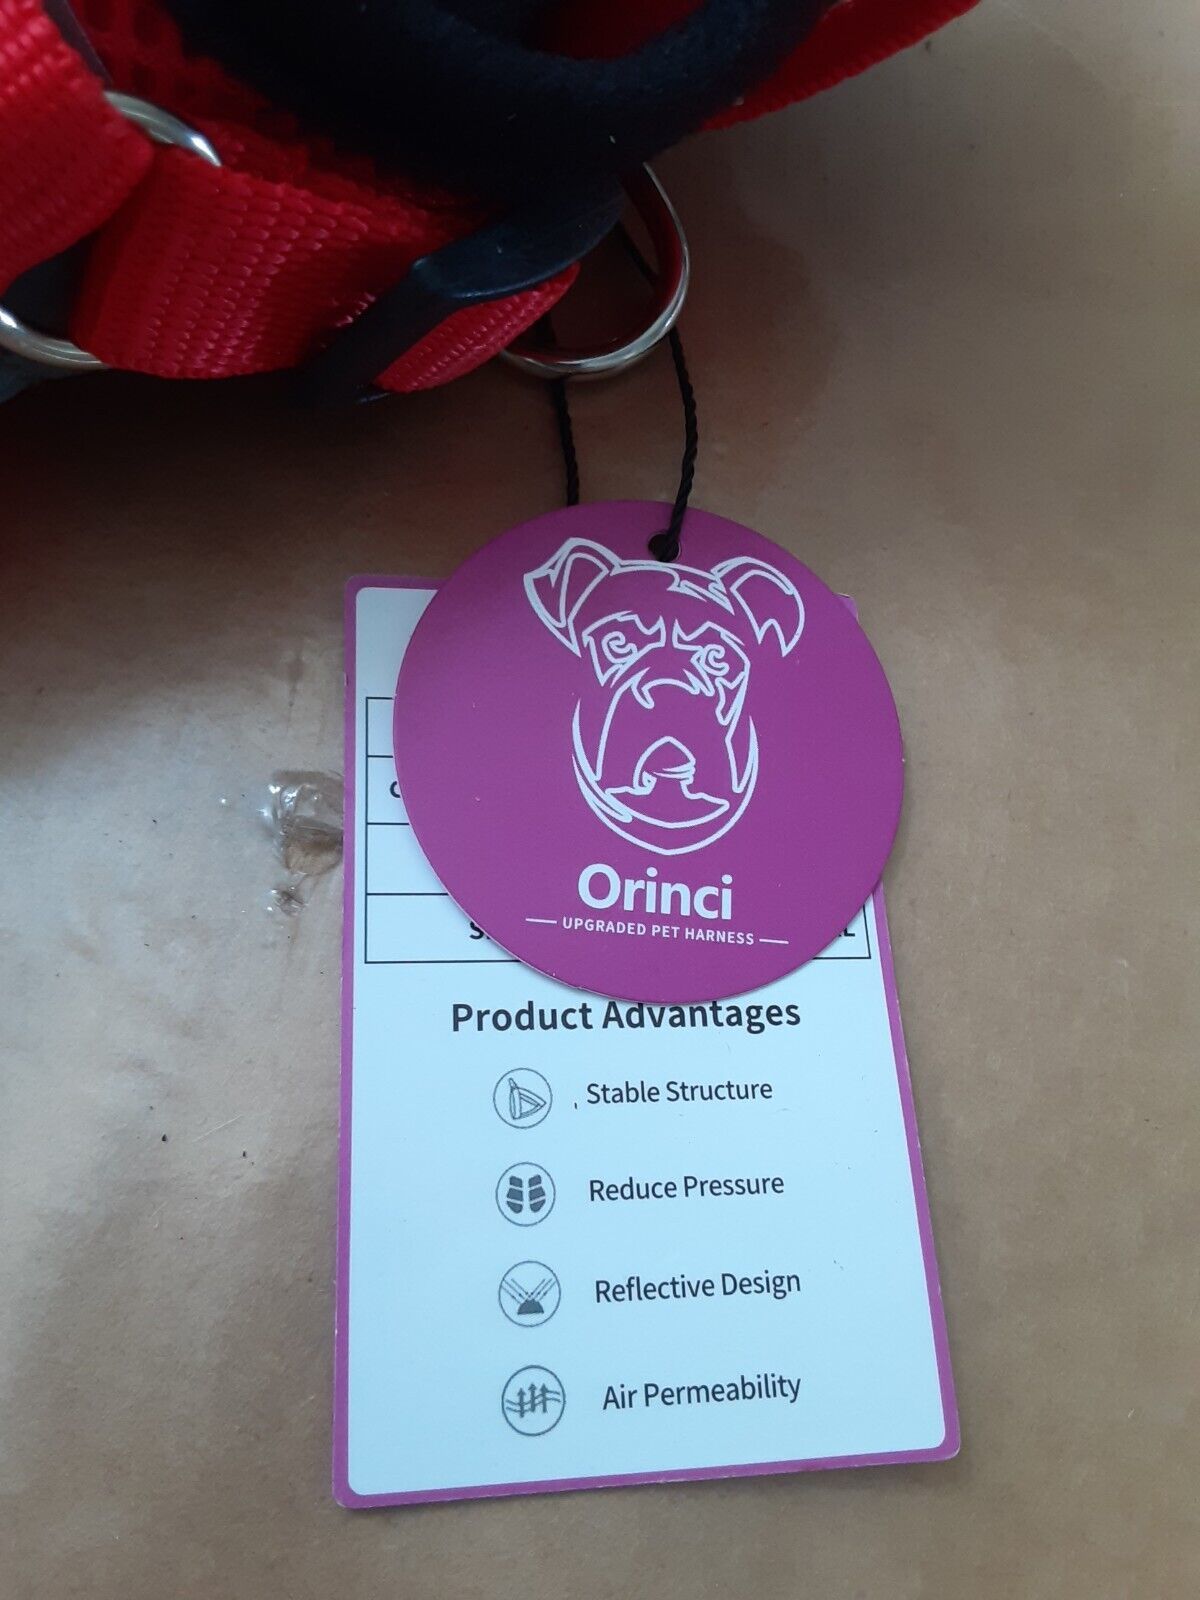 Orinci
UPGRADED PET HARNESS
Product Advantages
Stable Structure
Reduce Pressure
Reflective Design
Air Permeability